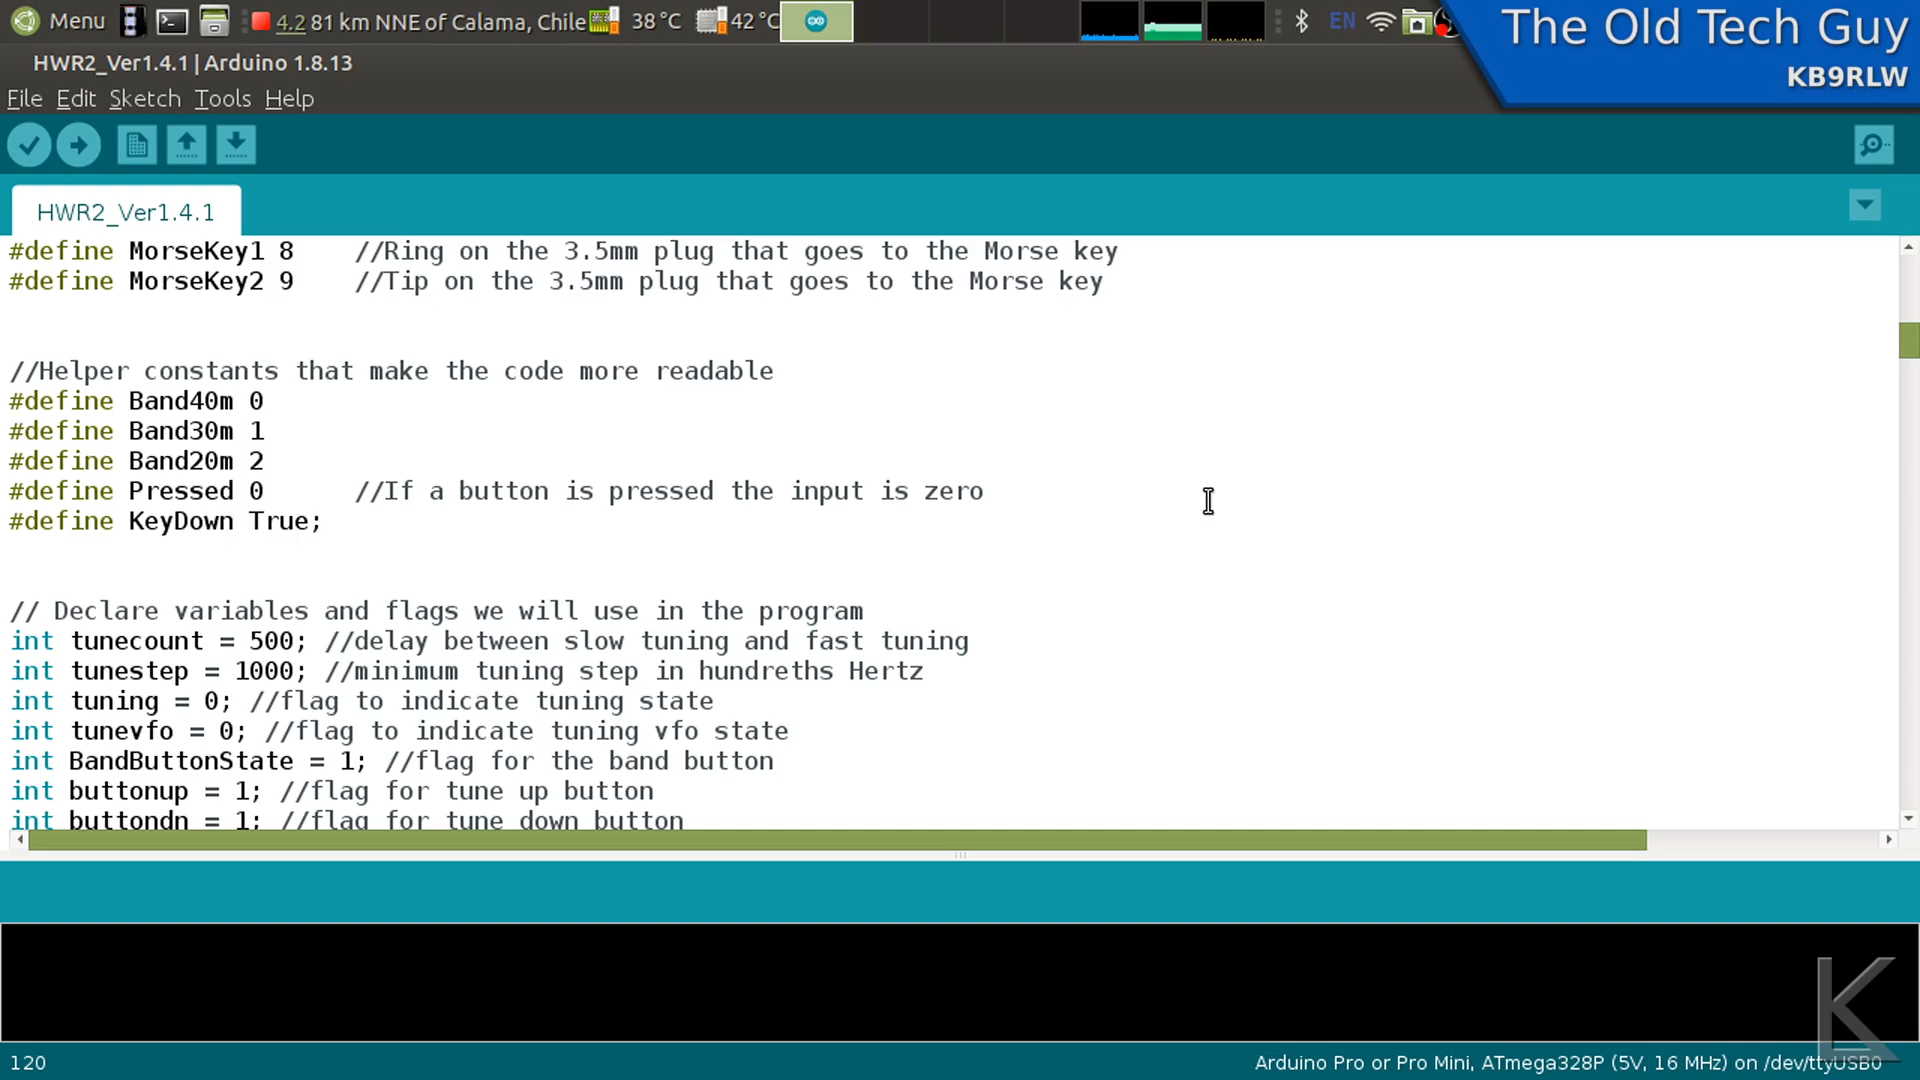 Menu
4.2 81 km NNE of Calama, Chile
38 °C
42 °C
EN
The Old Tech Guy
KB9RLW
HWR2_Ver1.4.1 | Arduino 1.8.13
File Edit Sketch Tools Help
HWR2_Ver1.4.1
#define MorseKey1 8 //Ring on the 3.5mm plug that goes to the Morse key
#define MorseKey2 9 //Tip on the 3.5mm plug that goes to the Morse key
//Helper constants that make the code more readable
#define Band40m 0
#define Band30m 1
#define Band20m 2
#define Pressed 0 //If a button is pressed the input is zero
#define KeyDown True;
// Declare variables and flags we will use in the program
int tunecount = 500; //delay between slow tuning and fast tuning
int tunestep = 1000; //minimum tuning step in hundreths Hertz
int tuning = 0; //flag to indicate tuning state
int tunevfo = 0; //flag to indicate tuning vfo state
int BandButtonState = 1; //flag for the band button
int buttonup = 1; //flag for tune up button
int buttondn = 1; //flag for tune down button
K
120
Arduino Pro or Pro Mini, ATmega328P (5V, 16 MHz) on /dev/ttyUSB0